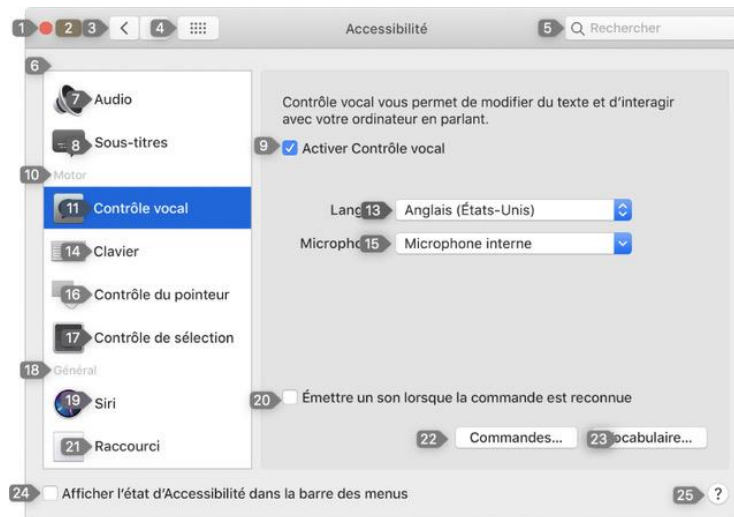 1 2 3 4 Accessibilité 5 Rechercher
6
7 Audio
8 Sous-titres
10 Motor
11 Contrôle vocal
14 Clavier
16 Contrôle du pointeur
17 Contrôle de sélection
18 Général
19 Siri
21 Raccourci
Contrôle vocal vous permet de modifier du texte et d'interagir
avec votre ordinateur en parlant.
9 Activer Contrôle vocal
Lang 13 Anglais (États-Unis)
Microph 15 Microphone interne
20 Émettre un son lorsque la commande est reconnue
22 Commandes... 23 ocabulaire...
24 Afficher l'état d'Accessibilité dans la barre des menus
25 ?